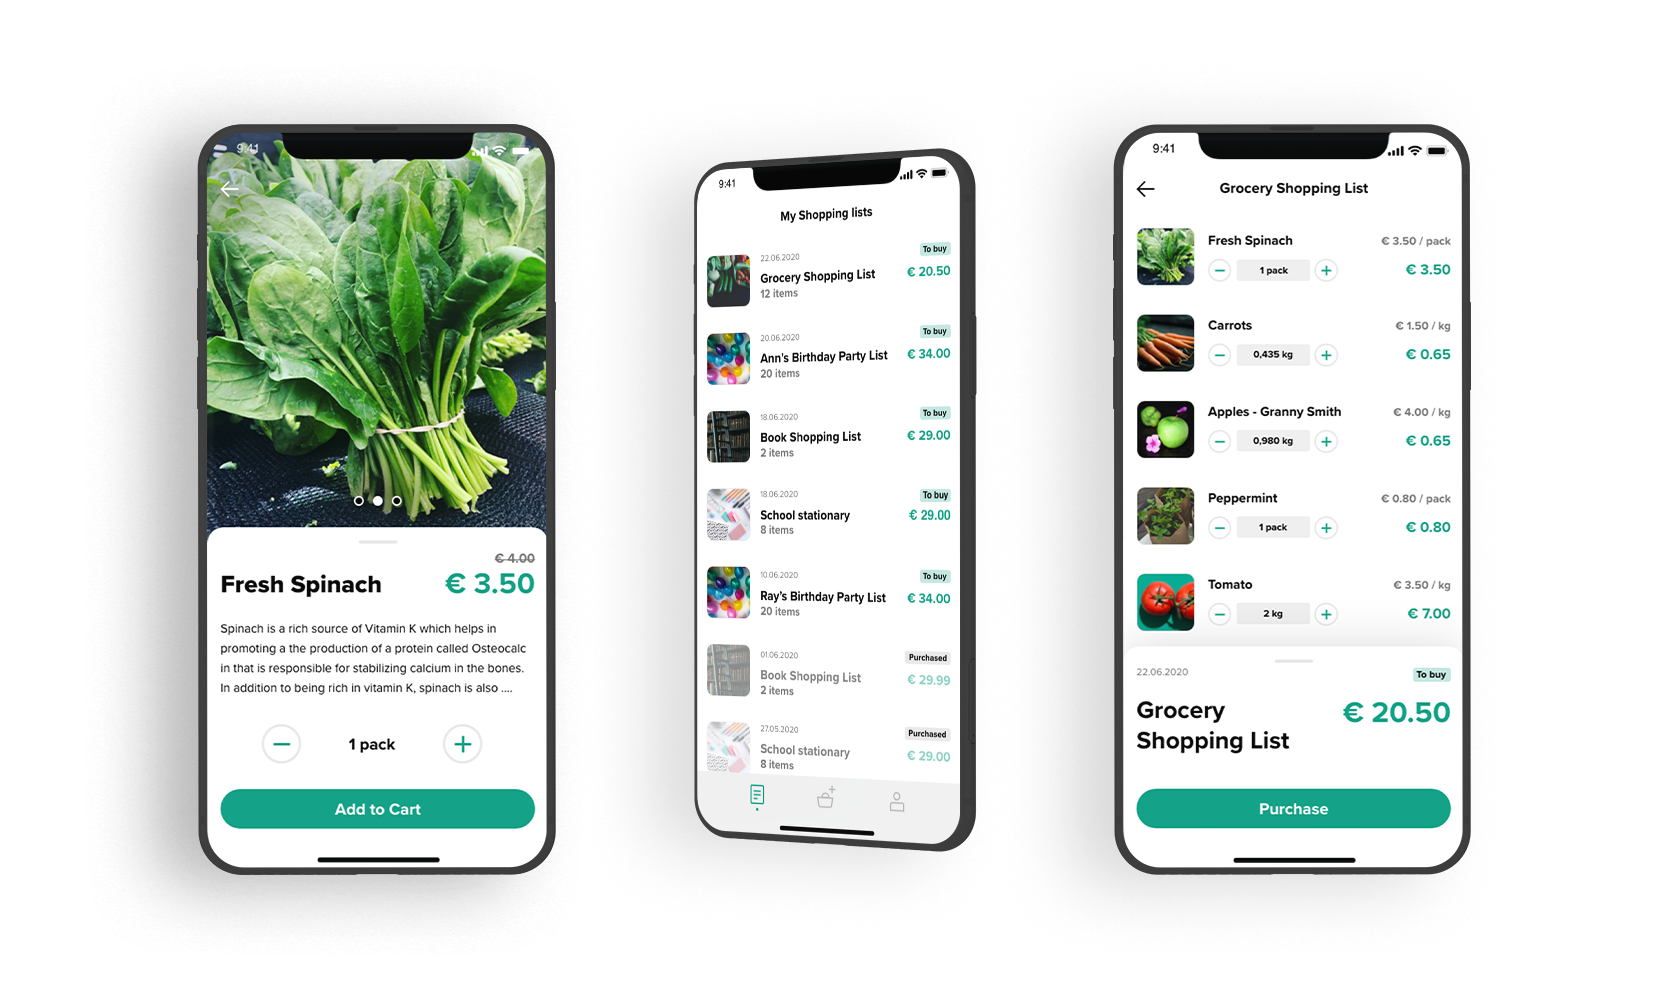 9:41
€ 4.00
Fresh Spinach
€ 3.50
Spinach is a rich source of Vitamin K which helps in
promoting a the production of a protein called Osteocalc
in that is responsible for stabilizing calcium in the bones.
In addition to being rich in vitamin K, spinach is also ....
1 pack
Add to Cart
9:41
My Shopping lists
22.06.2020
To buy
Grocery Shopping List
€ 20.50
12 items
20.06.2020
To buy
Ann's Birthday Party List
€ 34.00
20 items
18.06.2020
To buy
Book Shopping List
€ 29.00
2 items
18.06.2020
To buy
School stationary
€ 29.00
8 items
10.06.2020
To buy
Ray's Birthday Party List
€ 34.00
20 items
01.06.2020
Purchased
Book Shopping List
€ 29.99
2 items
27.05.2020
Purchased
School stationary
€ 29.00
8 items
9:41
Grocery Shopping List
Fresh Spinach
€ 3.50 / pack
1 pack
€ 3.50
Carrots
€ 1.50 / kg
0,435 kg
€ 0.65
Apples - Granny Smith
€ 4.00 / kg
0,980 kg
€ 0.65
Peppermint
€ 0.80 / pack
1 pack
€ 0.80
Tomato
€ 3.50 / kg
2 kg
€ 7.00
22.06.2020
To buy
Grocery
Shopping List
€ 20.50
Purchase